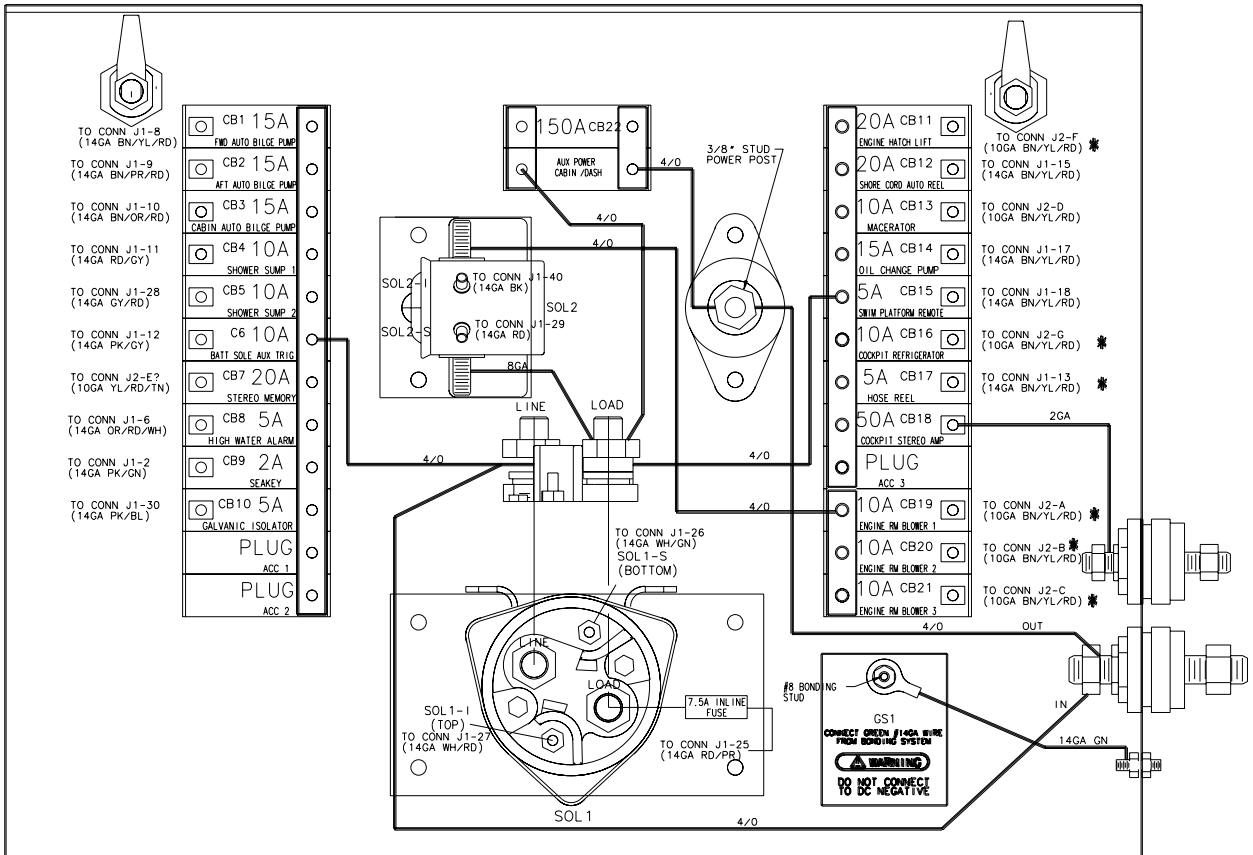 TO CONN J1-8
(14GA BN/YL/RD)
CB1 15A
FWD AUTO BILGE PUMP
TO CONN J1-9
(14GA BN/PR/RD)
CB2 15A
AFT AUTO BILGE PUMP
TO CONN J1-10
(14GA BN/OR/RD)
CB3 15A
CABIN AUTO BILGE PUMP
TO CONN J1-11
(14GA RD/GY)
CB4 10A
SHOWER SUMP 1
TO CONN J1-28
(14GA GY/RD)
CB5 10A
SHOWER SUMP 2
TO CONN J1-12
(14GA PK/GY)
C6 10A
BATT SOLE AUX TRIG
TO CONN J2-E?
(10GA YL/RD/TN)
CB7 20A
STEREO MEMORY
TO CONN J1-6
(14GA OR/RD/WH)
CB8 5A
HIGH WATER ALARM
TO CONN J1-2
(14GA PK/GN)
CB9 2A
SEAKEY
TO CONN J1-30
(14GA PK/BL)
CB10 5A
GALVANIC ISOLATOR
PLUG
ACC 1
PLUG
ACC 2
150A CB22
AUX POWER
CABIN /DASH
4/0
3/8" STUD
POWER POST
4/0
4/0
SOL2-I
TO CONN J1-40
(14GA BK)
SOL2
SOL2-S
TO CONN J1-29
(14GA RD)
8GA
LINE
LOAD
4/0
4/0
4/0
20A CB11
ENGINE HATCH LIFT
TO CONN J2-F
(10GA BN/YL/RD) *
20A CB12
SHORE CORD AUTO REEL
TO CONN J1-15
(14GA BN/YL/RD)
10A CB13
MACERATOR
TO CONN J2-D
(10GA BN/YL/RD)
15A CB14
OIL CHANGE PUMP
TO CONN J1-17
(14GA BN/YL/RD)
5A CB15
SWIM PLATFORM REMOTE
TO CONN J1-18
(14GA BN/YL/RD)
10A CB16
COCKPIT REFRIGERATOR
TO CONN J2-G
(10GA BN/YL/RD) *
5A CB17
HOSE REEL
TO CONN J1-13
(14GA BN/YL/RD) *
50A CB18
COCKPIT STEREO AMP
2GA
PLUG
ACC 3
10A CB19
ENGINE RM BLOWER 1
TO CONN J2-A
(10GA BN/YL/RD) *
10A CB20
ENGINE RM BLOWER 2
TO CONN J2-B *
(10GA BN/YL/RD)
10A CB21
ENGINE RM BLOWER 3
TO CONN J2-C
(10GA BN/YL/RD) *
TO CONN J1-26
(14GA WH/GN)
SOL1-S
(BOTTOM)
LINE
LOAD
SOL1-I
(TOP)
TO CONN J1-27
(14GA WH/RD)
7.5A INLINE
FUSE
TO CONN J1-25
(14GA RD/PR)
SOL1
4/0
OUT
IN
#8 BONDING
STUD
GS1
CONNECT GREEN #14GA WIRE
FROM BONDING SYSTEM
WARNING
DO NOT CONNECT
TO DC NEGATIVE
14GA GN
4/0